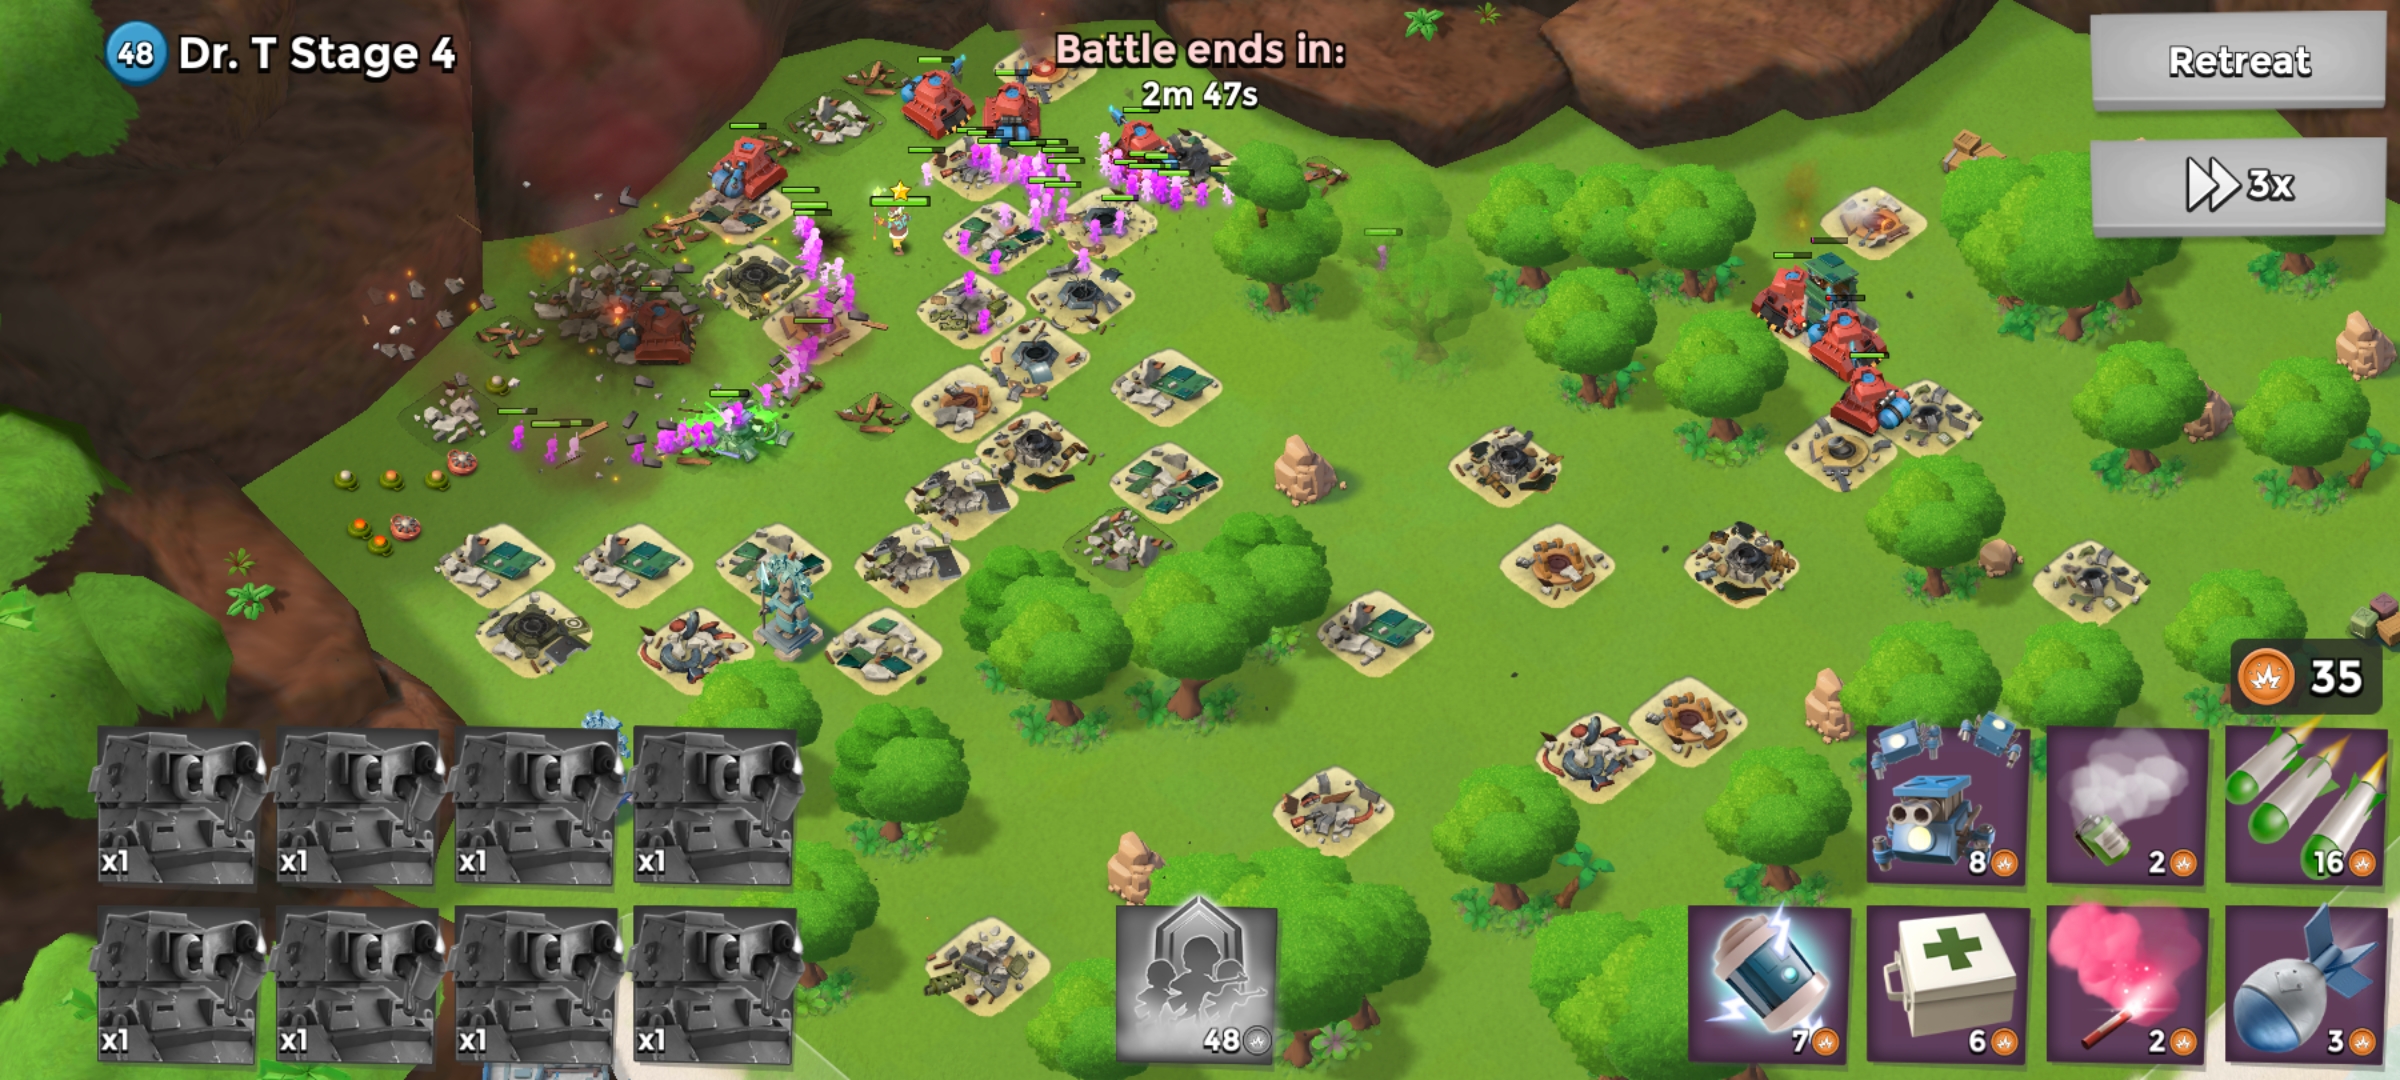 48 Dr. T Stage 4
Battle ends in:
2m 47s
Retreat
3x
35
8
2
16
x1
x1
x1
x1
x1
x1
x1
x1
48
7
6
2
3